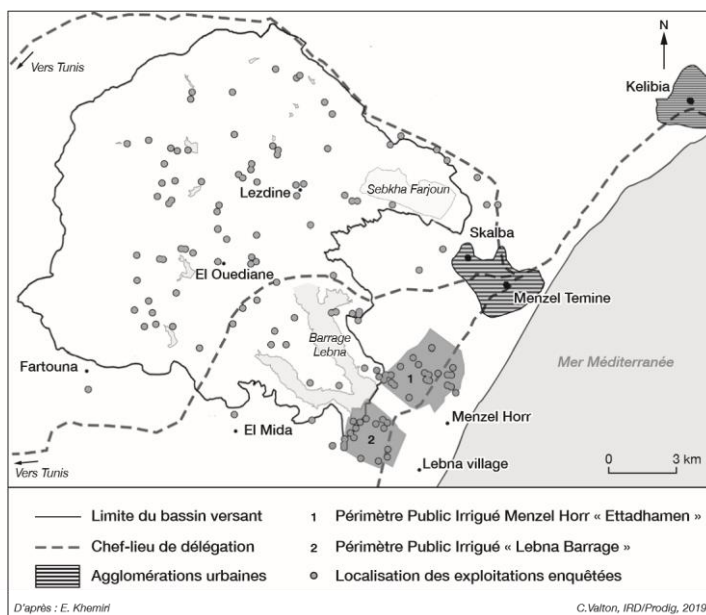 Vers Tunis
N
Kelibia
Lezdine
Sebkha Farjoun
Skalba
El Ouediane
Menzel Temine
Barrage
Lebna
Mer Méditerranée
Fartouna
1
Menzel Horr
El Mida
2
Lebna village
0 3 km
Vers Tunis
Limite du bassin versant
Chef-lieu de délégation
Agglomérations urbaines
1 Périmètre Public Irrigué Menzel Horr « Ettadhamen »
2 Périmètre Public Irrigué « Lebna Barrage »
Localisation des exploitations enquêtées
D'après : E. Khemiri
C.Valton, IRD/Prodig, 2019